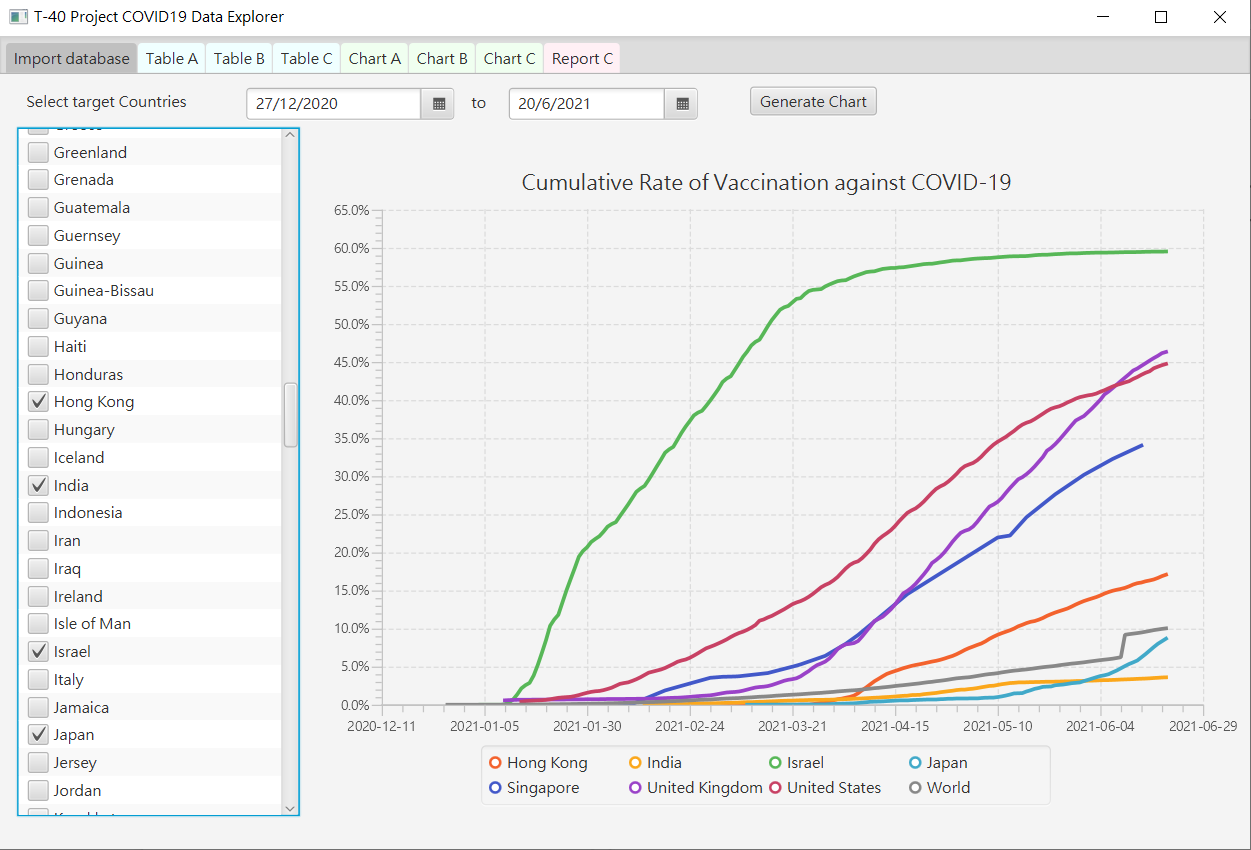 T-40 Project COVID19 Data Explorer
Import database Table A Table B Table C Chart A Chart B Chart C Report C
Select target Countries 27/12/2020 to 20/6/2021 Generate Chart
Greenland
Grenada
Guatemala
Guernsey
Guinea
Guinea-Bissau
Guyana
Haiti
Honduras
Hong Kong
Hungary
Iceland
India
Indonesia
Iran
Iraq
Ireland
Isle of Man
Israel
Italy
Jamaica
Japan
Jersey
Jordan
Cumulative Rate of Vaccination against COVID-19
65.0%
60.0%
55.0%
50.0%
45.0%
40.0%
35.0%
30.0%
25.0%
20.0%
15.0%
10.0%
5.0%
0.0%
2020-12-11 2021-01-05 2021-01-30 2021-02-24 2021-03-21 2021-04-15 2021-05-10 2021-06-04 2021-06-29
Hong Kong India Israel Japan
Singapore United Kingdom United States World